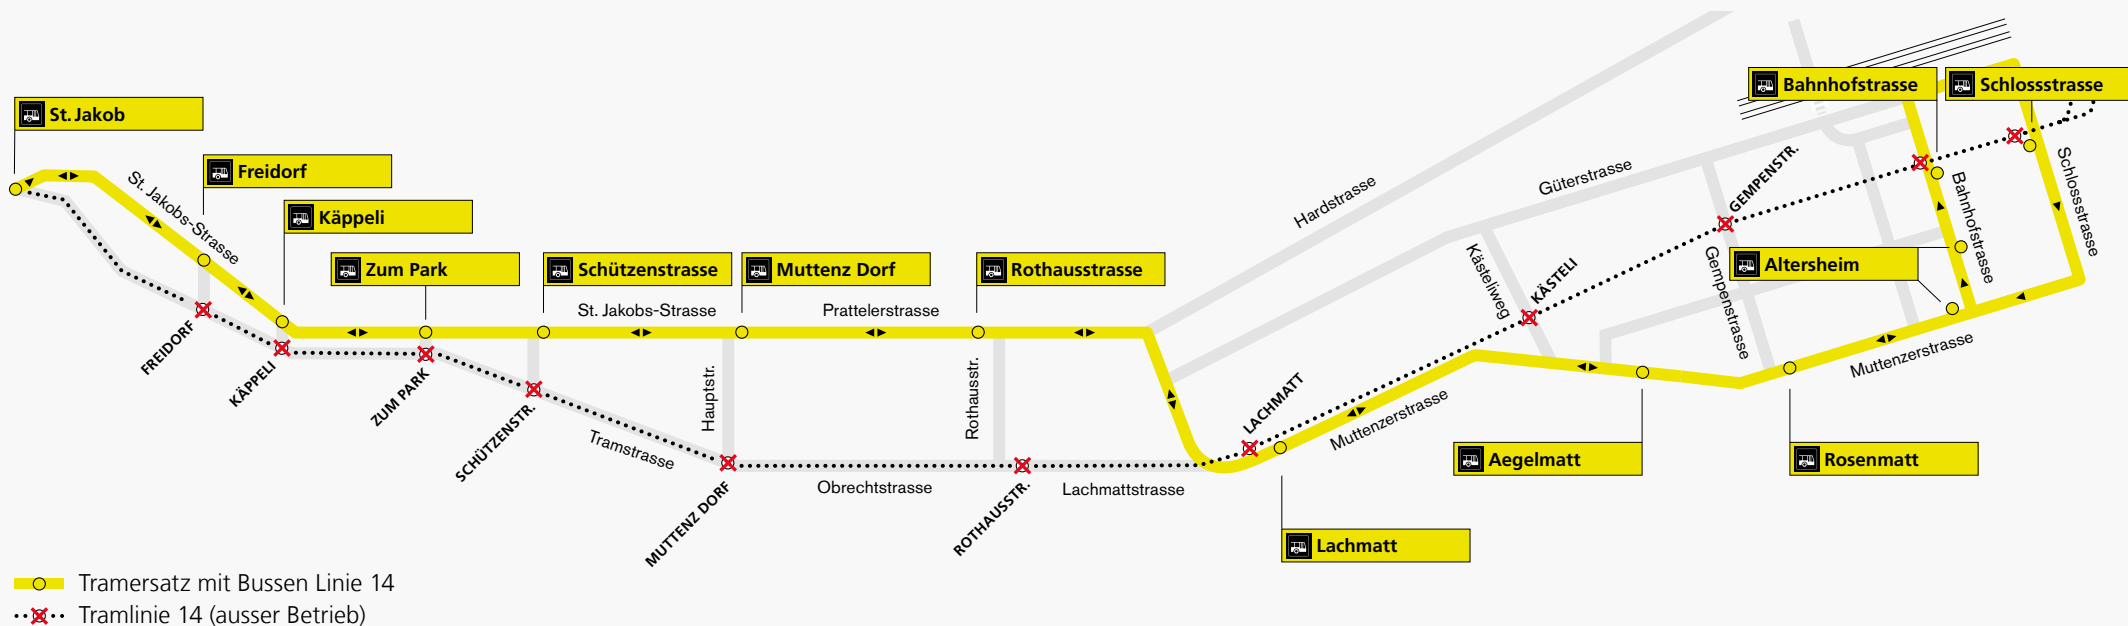 St. Jakob
Freidorf
Käppeli
Zum Park
Schützenstrasse
Muttenz Dorf
Rothausstrasse
Bahnhofstrasse
Schlossstrasse
Altersheim
Aegelmatt
Rosenmatt
Lachmatt
St. Jakobs-Strasse
St. Jakobs-Strasse
Prattelerstrasse
Hardstrasse
Güterstrasse
Kästeliweg
Gempenstrasse
Bahnhofstrasse
Schlossstrasse
Muttenzerstrasse
Muttenzerstrasse
Hauptstr.
Rothausstr.
Tramstrasse
Obrechtstrasse
Lachmattstrasse
FREIDORF
KÄPPELI
ZUM PARK
SCHÜTZENSTR.
MUTTENZ DORF
ROTHAUSSTR.
LACHMATT
KÄSTELI
GEMPENSTR.
Tramersatz mit Bussen Linie 14
Tramlinie 14 (ausser Betrieb)